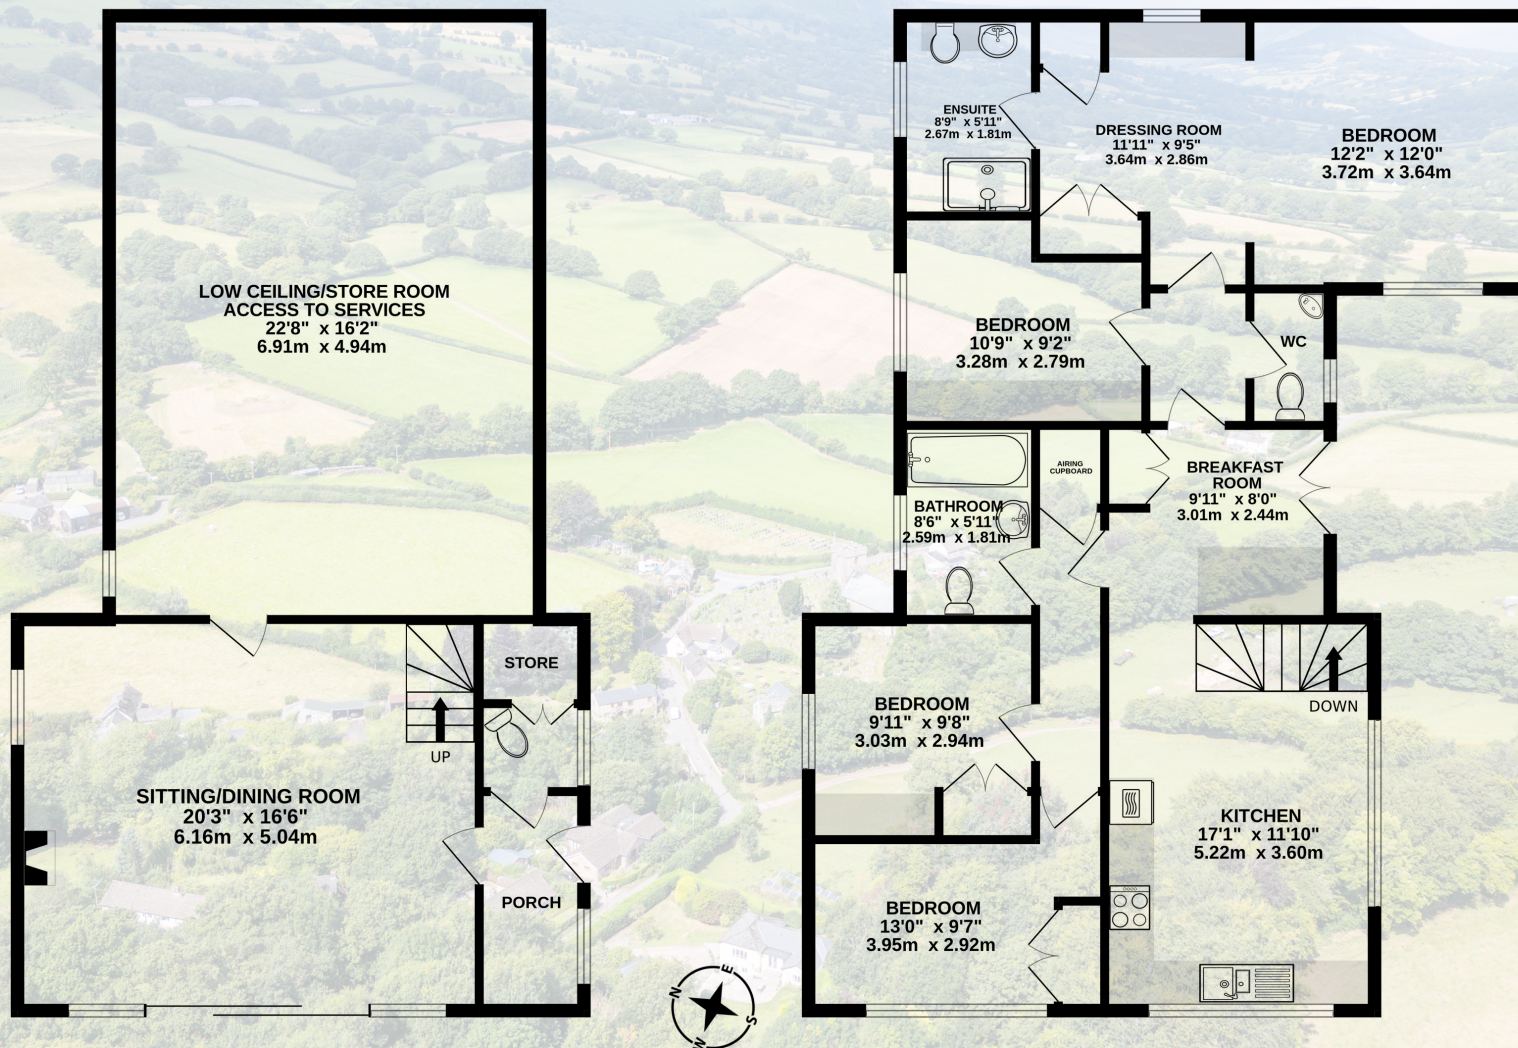 LOW CEILING/STORE ROOM
ACCESS TO SERVICES
22'8" x 16'2"
6.91m x 4.94m
STORE
UP
SITTING/DINING ROOM
20'3" x 16'6"
6.16m x 5.04m
PORCH
N
E
S
W
ENSUITE
8'9" x 5'11"
2.67m x 1.81m
DRESSING ROOM
11'11" x 9'5"
3.64m x 2.86m
BEDROOM
12'2" x 12'0"
3.72m x 3.64m
BEDROOM
10'9" x 9'2"
3.28m x 2.79m
WC
AIRING
CUPBOARD
BREAKFAST
ROOM
9'11" x 8'0"
3.01m x 2.44m
BATHROOM
8'6" x 5'11"
2.59m x 1.81m
BEDROOM
9'11" x 9'8"
3.03m x 2.94m
DOWN
KITCHEN
17'1" x 11'10"
5.22m x 3.60m
BEDROOM
13'0" x 9'7"
3.95m x 2.92m